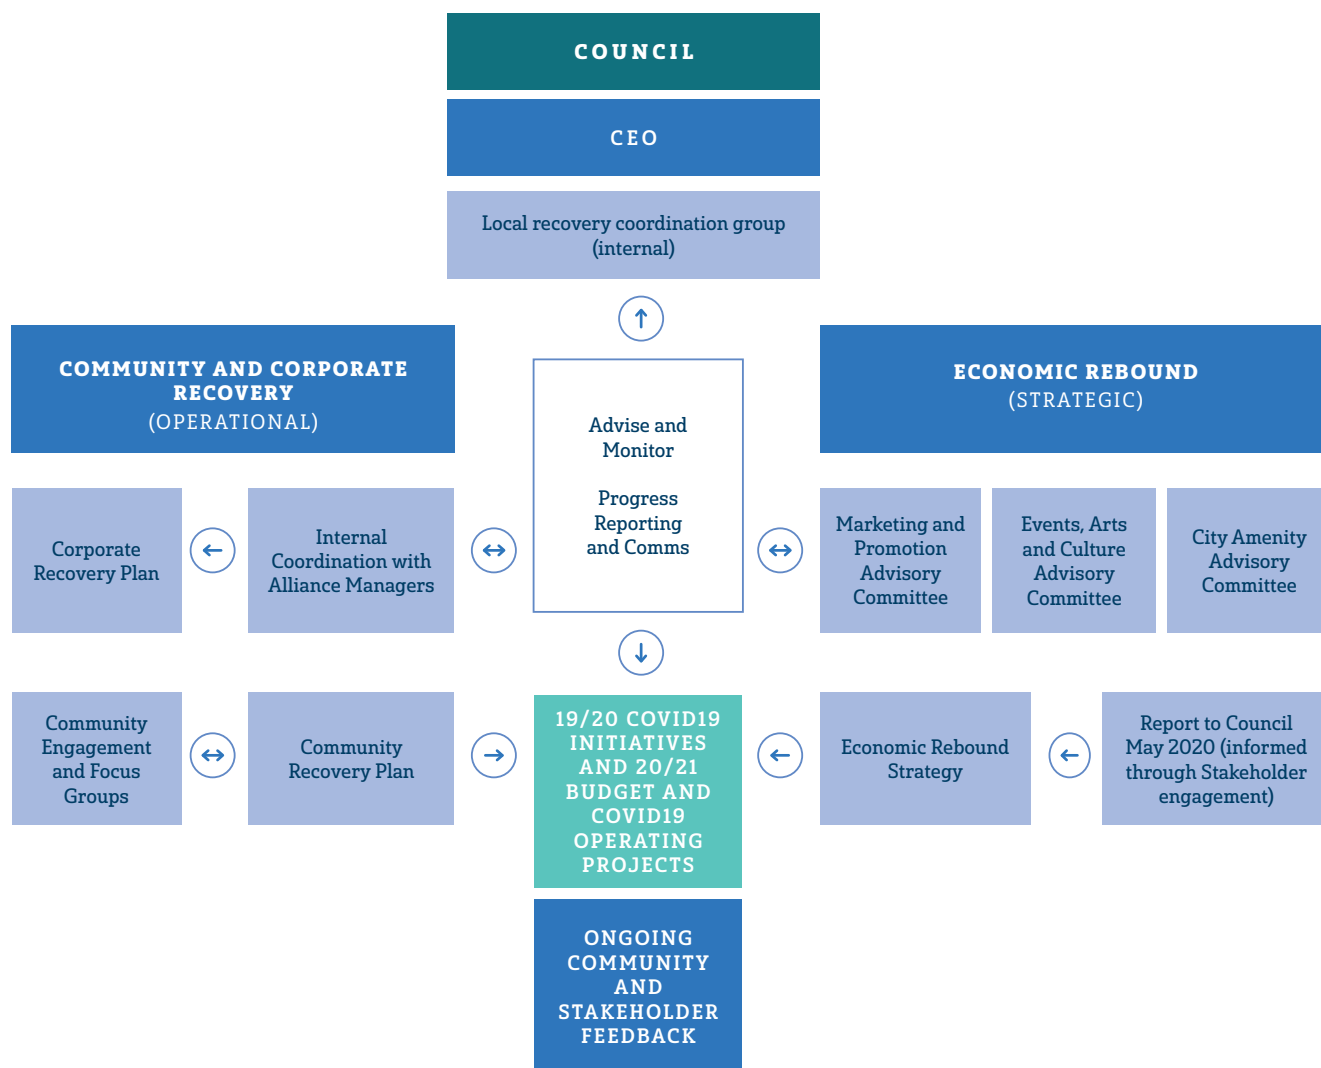 COUNCIL
CEO
Local recovery coordination group
(internal)
COMMUNITY AND CORPORATE
RECOVERY
(OPERATIONAL)
Advise and
Monitor
Progress
Reporting
and Comms
ECONOMIC REBOUND
(STRATEGIC)
Corporate
Recovery Plan
Internal
Coordination with
Alliance Managers
Marketing and
Promotion
Advisory
Committee
Events, Arts
and Culture
Advisory
Committee
City Amenity
Advisory
Committee
Community
Engagement
and Focus
Groups
Community
Recovery Plan
19/20 COVID19
INITIATIVES
AND 20/21
BUDGET AND
COVID19
OPERATING
PROJECTS
Economic Rebound
Strategy
Report to Council
May 2020 (informed
through Stakeholder
engagement)
ONGOING
COMMUNITY
AND
STAKEHOLDER
FEEDBACK